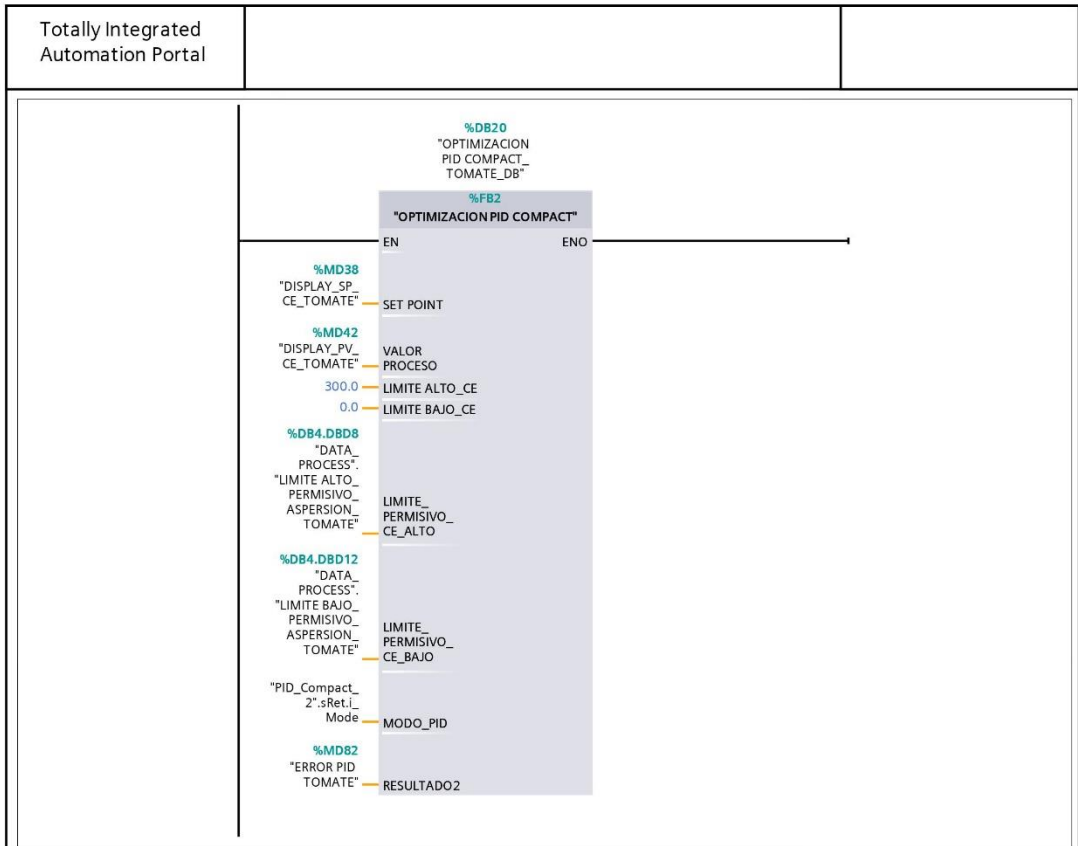 Totally Integrated
Automation Portal
%DB20
"OPTIMIZACION
PID COMPACT_
TOMATE_DB"
%FB2
"OPTIMIZACION PID COMPACT"
EN
ENO
%MD38
"DISPLAY_SP_
CE_TOMATE"
SET POINT
%MD42
"DISPLAY_PV_
CE_TOMATE"
VALOR
PROCESO
300.0
LIMITE ALTO_CE
0.0
LIMITE BAJO_CE
%DB4.DBD8
"DATA_
PROCESS".
"LIMITE ALTO_
PERMISIVO_
ASPERSION_
TOMATE"
LIMITE_
PERMISIVO_
CE_ALTO
%DB4.DBD12
"DATA_
PROCESS".
"LIMITE BAJO_
PERMISIVO_
ASPERSION_
TOMATE"
LIMITE_
PERMISIVO_
CE_BAJO
"PID_Compact_
2".sRet.i_
Mode
MODO_PID
%MD82
"ERROR PID
TOMATE"
RESULTADO2